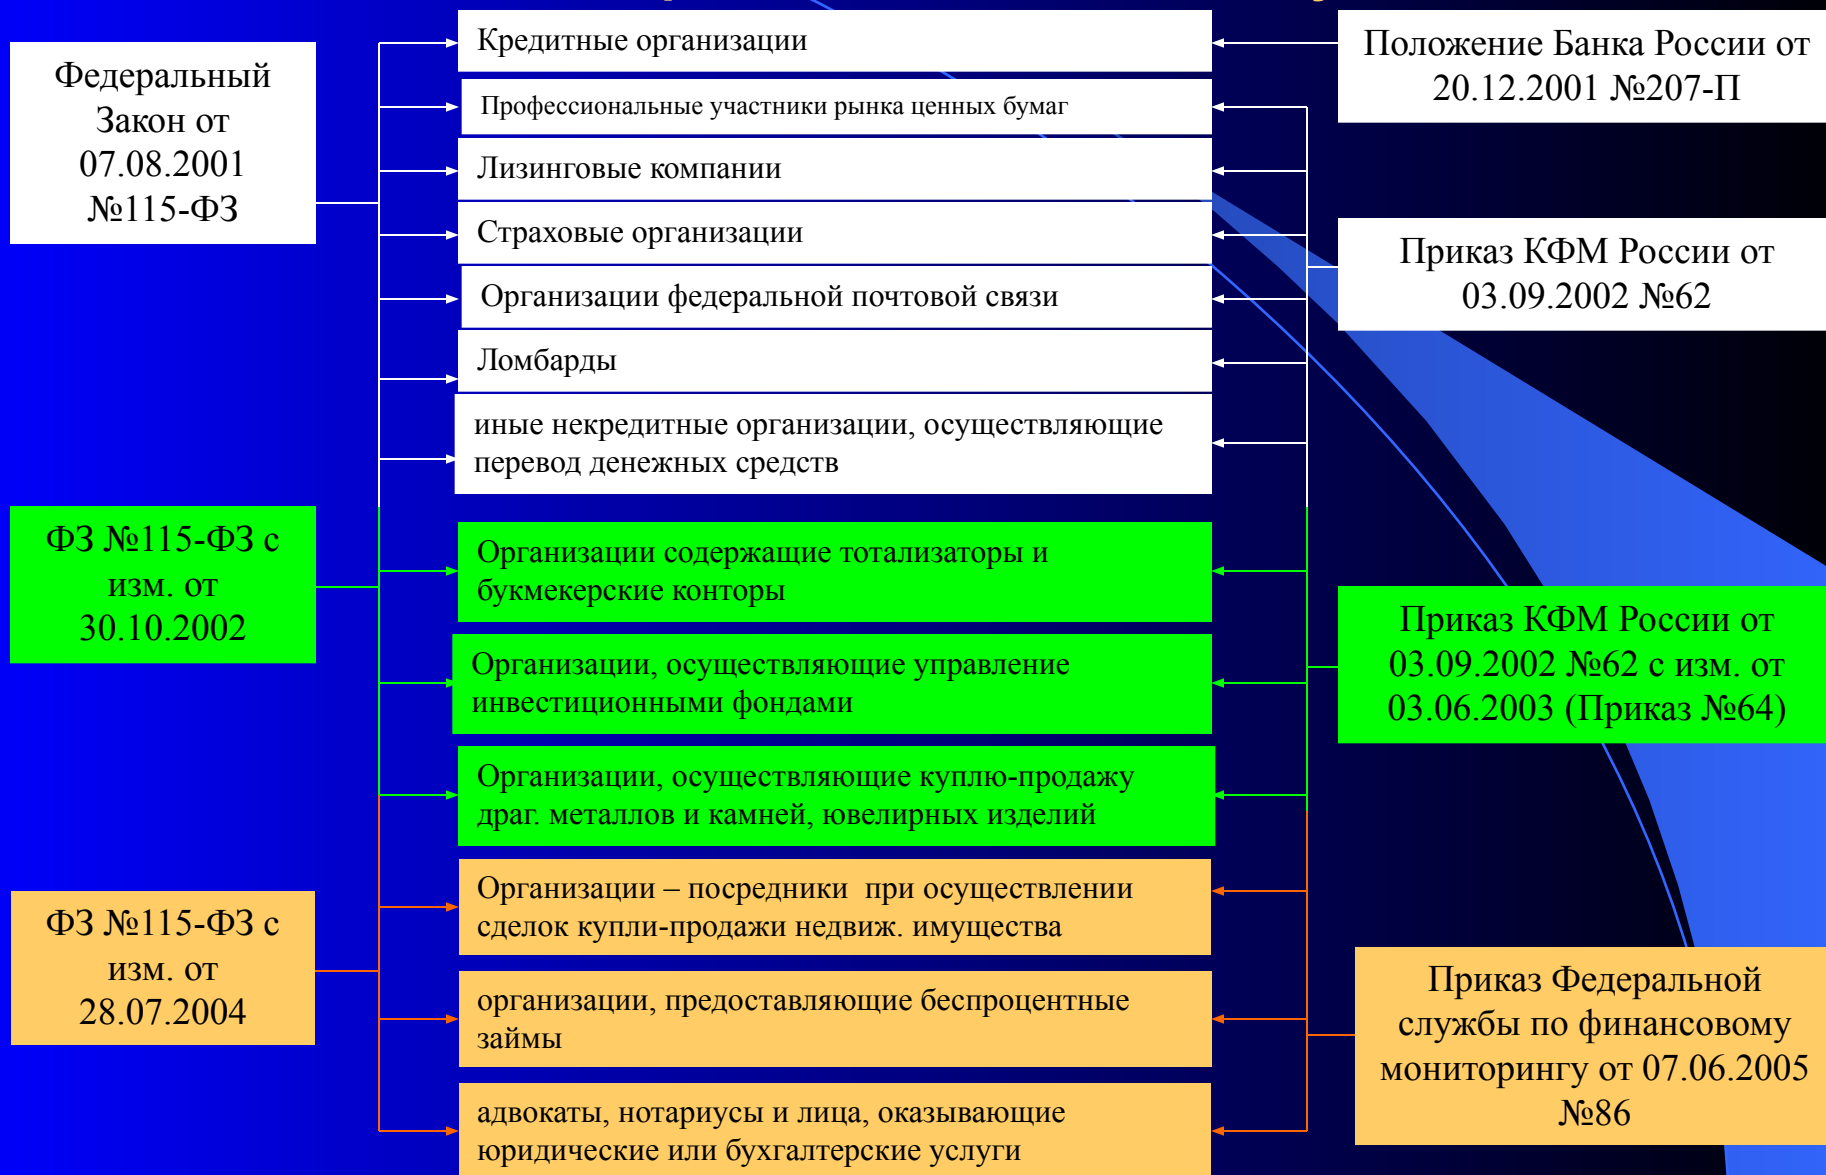 Федеральный
Закон от
07.08.2001
№115-ФЗ
ФЗ №115-ФЗ с
изм. от
30.10.2002
ФЗ №115-ФЗ с
изм. от
28.07.2004
Кредитные организации
Профессиональные участники рынка ценных бумаг
Лизинговые компании
Страховые организации
Организации федеральной почтовой связи
Ломбарды
иные некредитные организации, осуществляющие
перевод денежных средств
Организации содержащие тотализаторы и
букмекерские конторы
Организации, осуществляющие управление
инвестиционными фондами
Организации, осуществляющие куплю-продажу
драг. металлов и камней, ювелирных изделий
Организации – посредники при осуществлении
сделок купли-продажи недвиж. имущества
организации, предоставляющие беспроцентные
займы
адвокаты, нотариусы и лица, оказывающие
юридические или бухгалтерские услуги
Положение Банка России от
20.12.2001 №207-П
Приказ КФМ России от
03.09.2002 №62
Приказ КФМ России от
03.09.2002 №62 с изм. от
03.06.2003 (Приказ №64)
Приказ Федеральной
службы по финансовому
мониторингу от 07.06.2005
№86